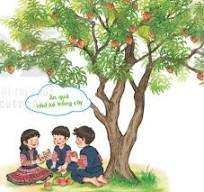 Ăn quả
nhớ kẻ trồng cây